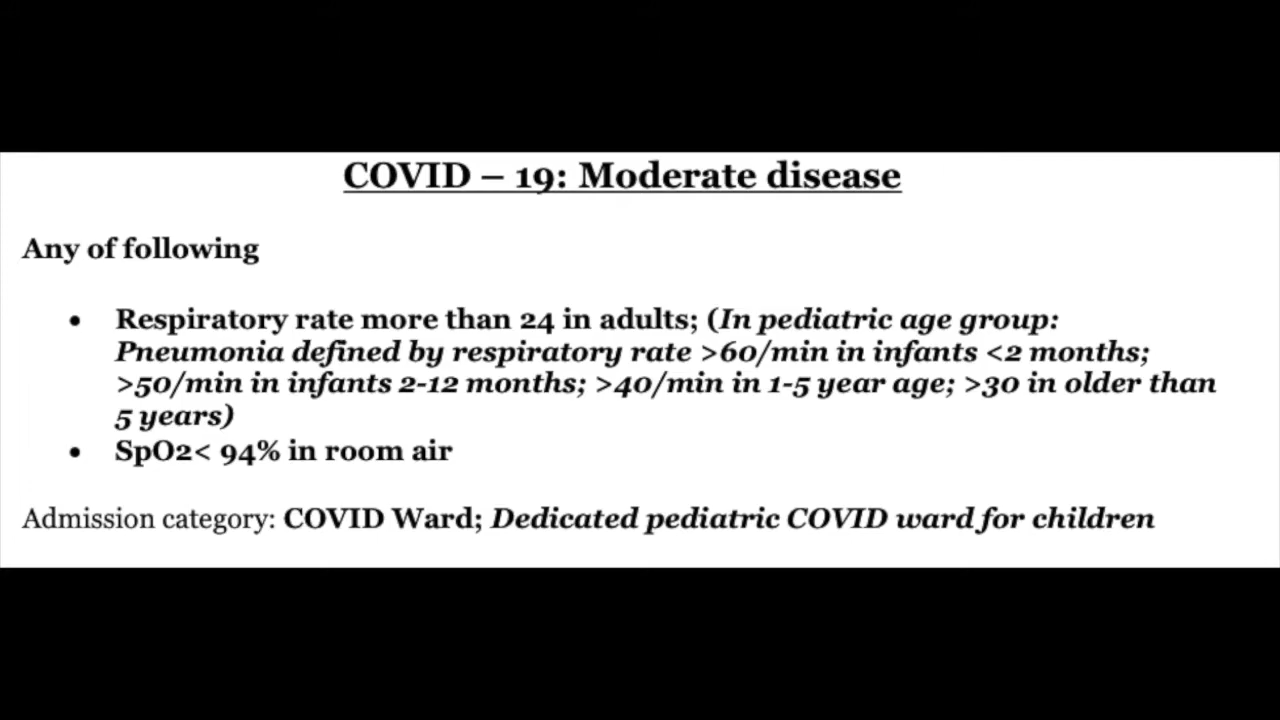 COVID – 19: Moderate disease
Any of following
• Respiratory rate more than 24 in adults; (In pediatric age group:
Pneumonia defined by respiratory rate >60/min in infants <2 months;
>50/min in infants 2-12 months; >40/min in 1-5 year age; >30 in older than
5 years)
• SpO2< 94% in room air
Admission category: COVID Ward; Dedicated pediatric COVID ward for children